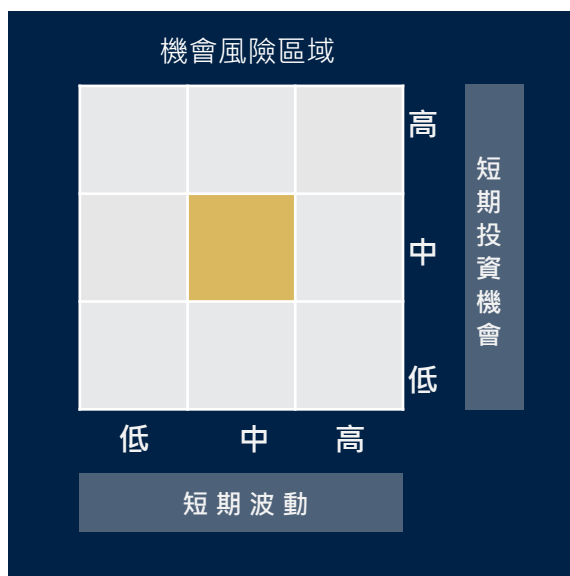 機會風險區域
高
中
低
短期投資機會
低 中 高
短期波動